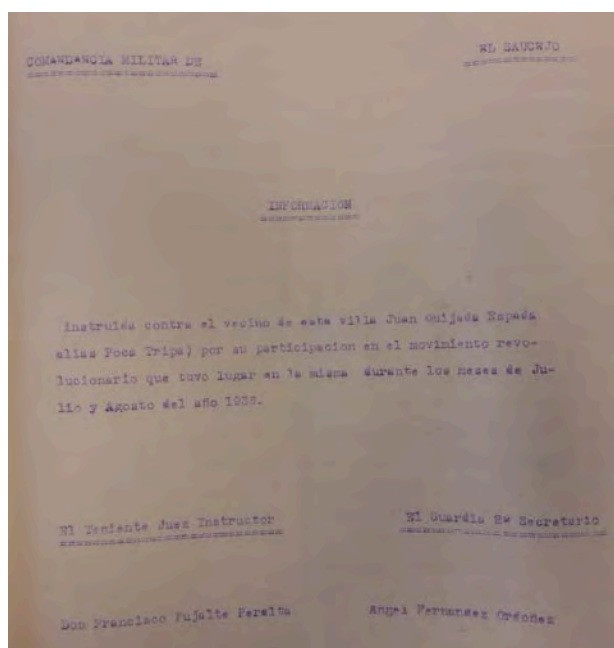 COMANDANCIA MILITAR DE EL SAUCEJO
INFORMACION
instruida contra el vecino de esta villa Juan Quijada Espada
alias Poca Tripa) por su participacion en el movimiento revo-
lucionario que tuvo lugar en la misma durante los meses de Ju-
lio y Agosto del año 1936.
El Teniente Juez Instructor El Guardia 2º Secretario
Don Francisco Pujalte Peralta Angel Fernandez Ordoñez